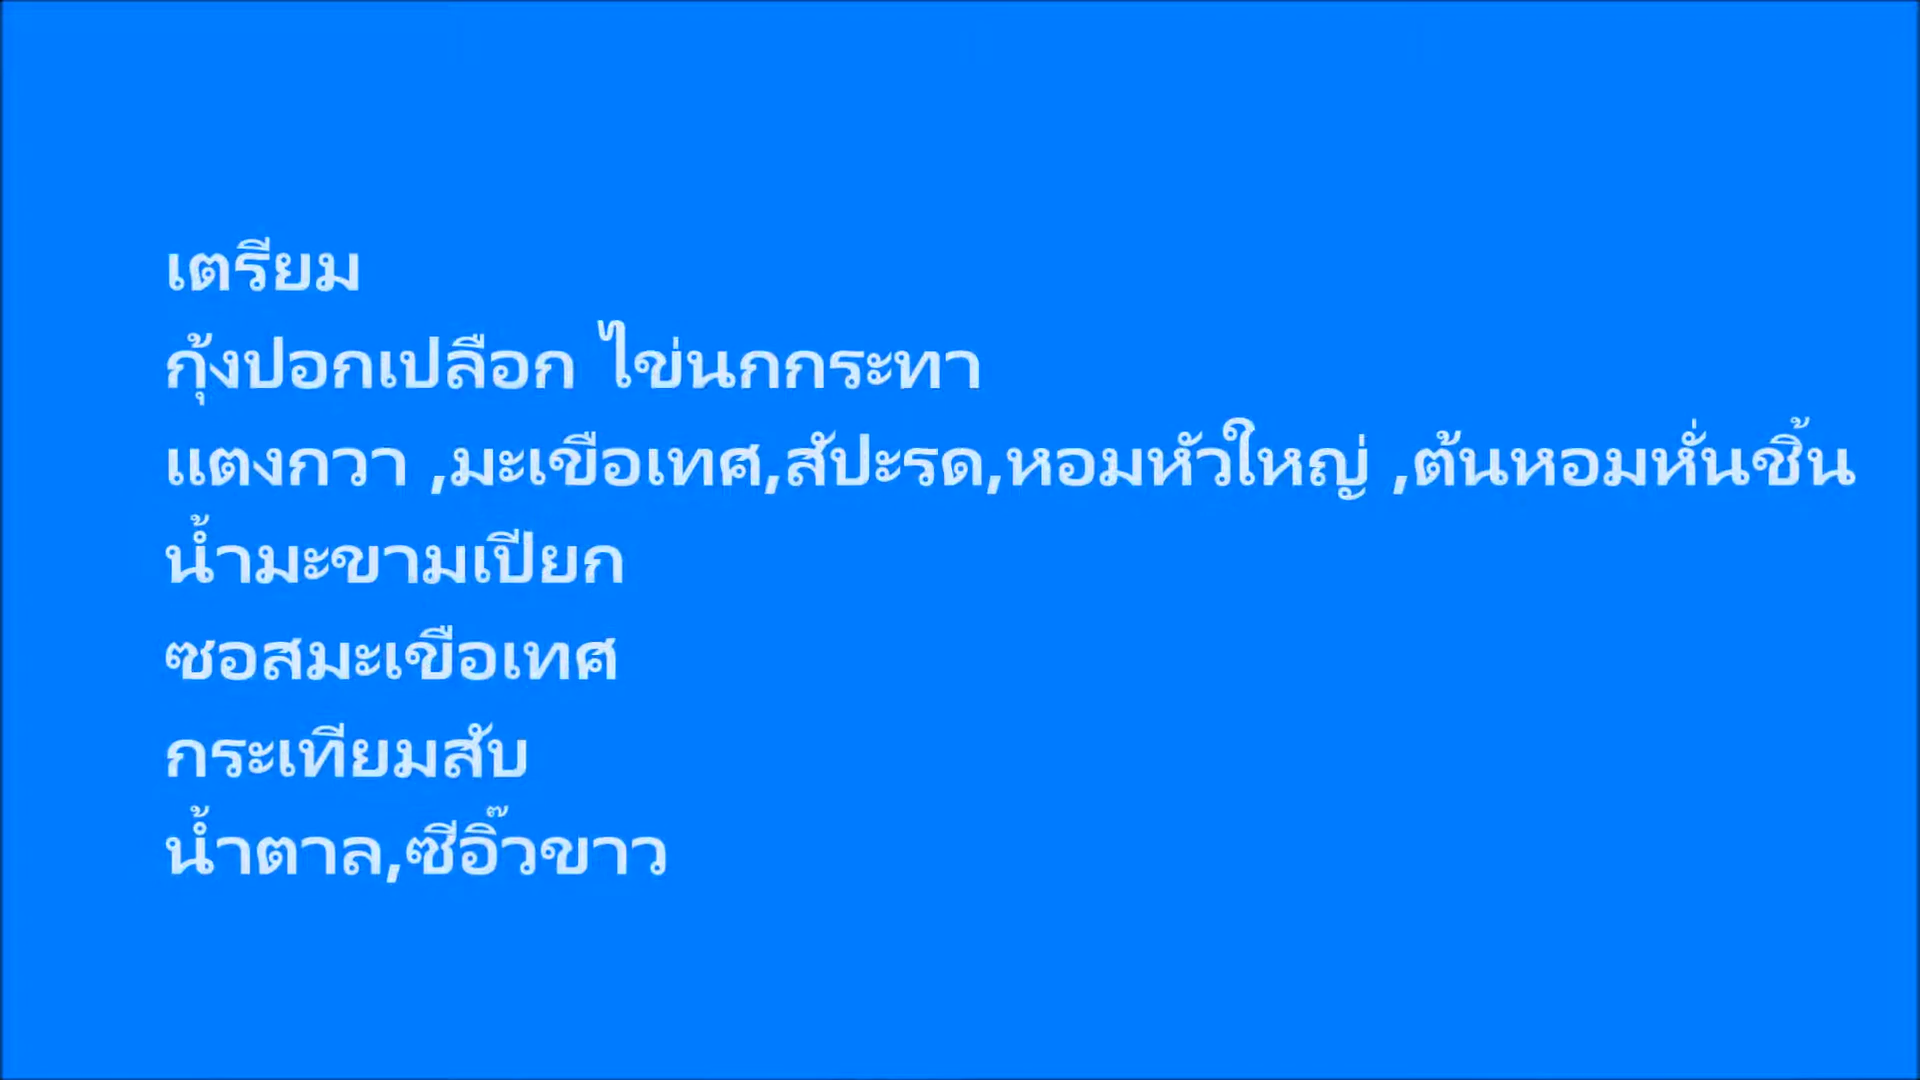 เตรียม
กุ้งปอกเปลือก ไข่นกกระทา
แตงกวา ,มะเขือเทศ,สัปะรด,หอมหัวใหญ่ ,ต้นหอมหั่นชิ้น
น้ำมะขามเปียก
ซอสมะเขือเทศ
กระเทียมสับ
น้ำตาล,ซีอิ๊วขาว